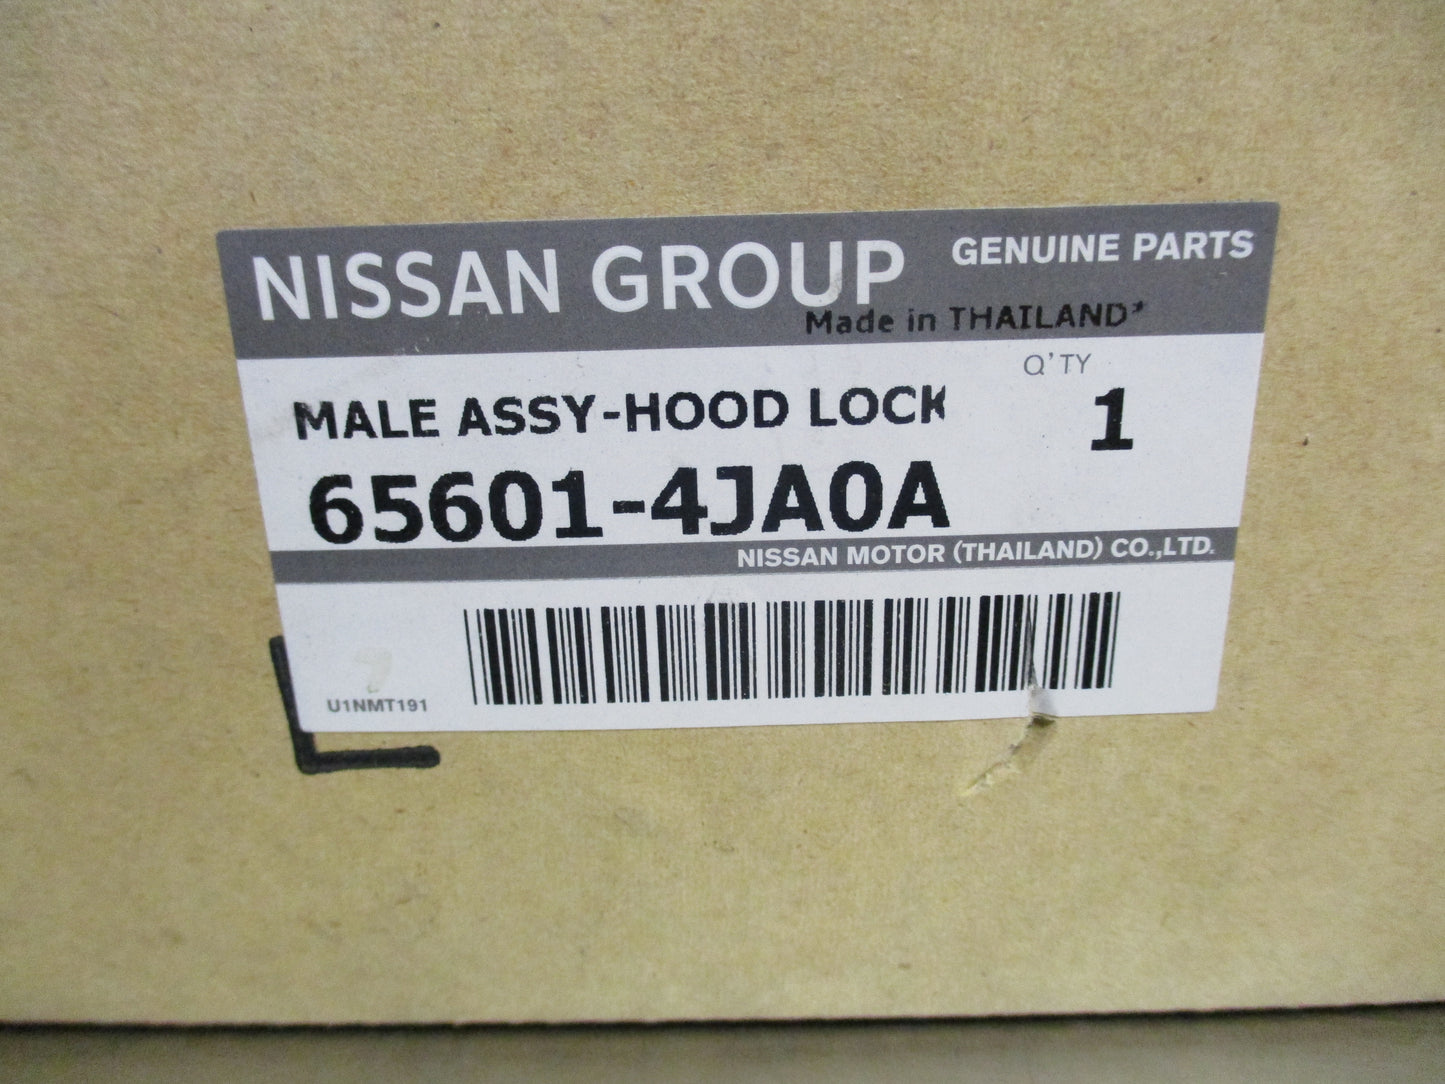 NISSAN GROUP GENUINE PARTS
Made in THAILAND*
Q'TY
MALE ASSY-HOOD LOCK 1
65601-4JA0A
NISSAN MOTOR (THAILAND) CO.,LTD.
U1NMT191
L